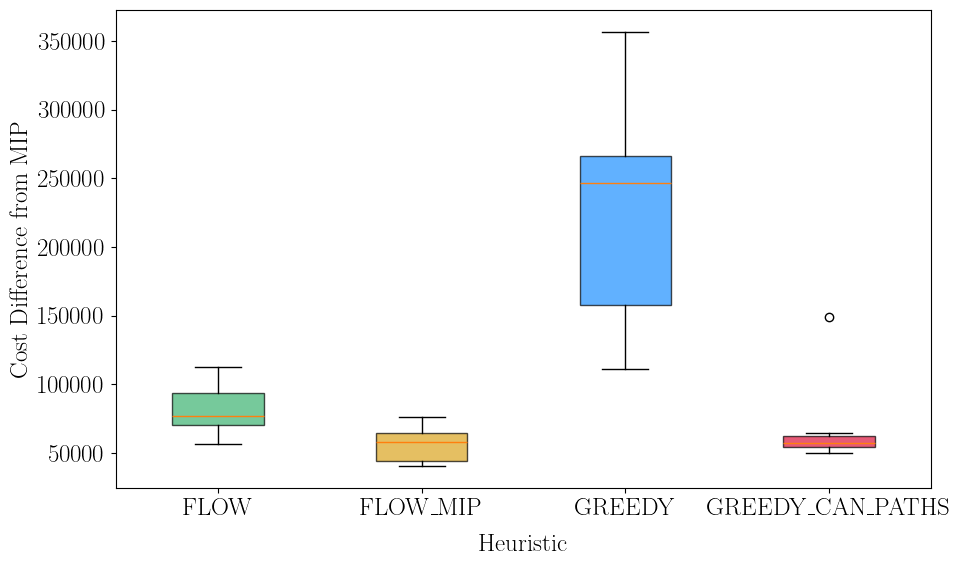 Cost Difference from MIP
350000
300000
250000
200000
150000
100000
50000
FLOW
FLOW_MIP
GREEDY
GREEDY_CAN_PATHS
Heuristic